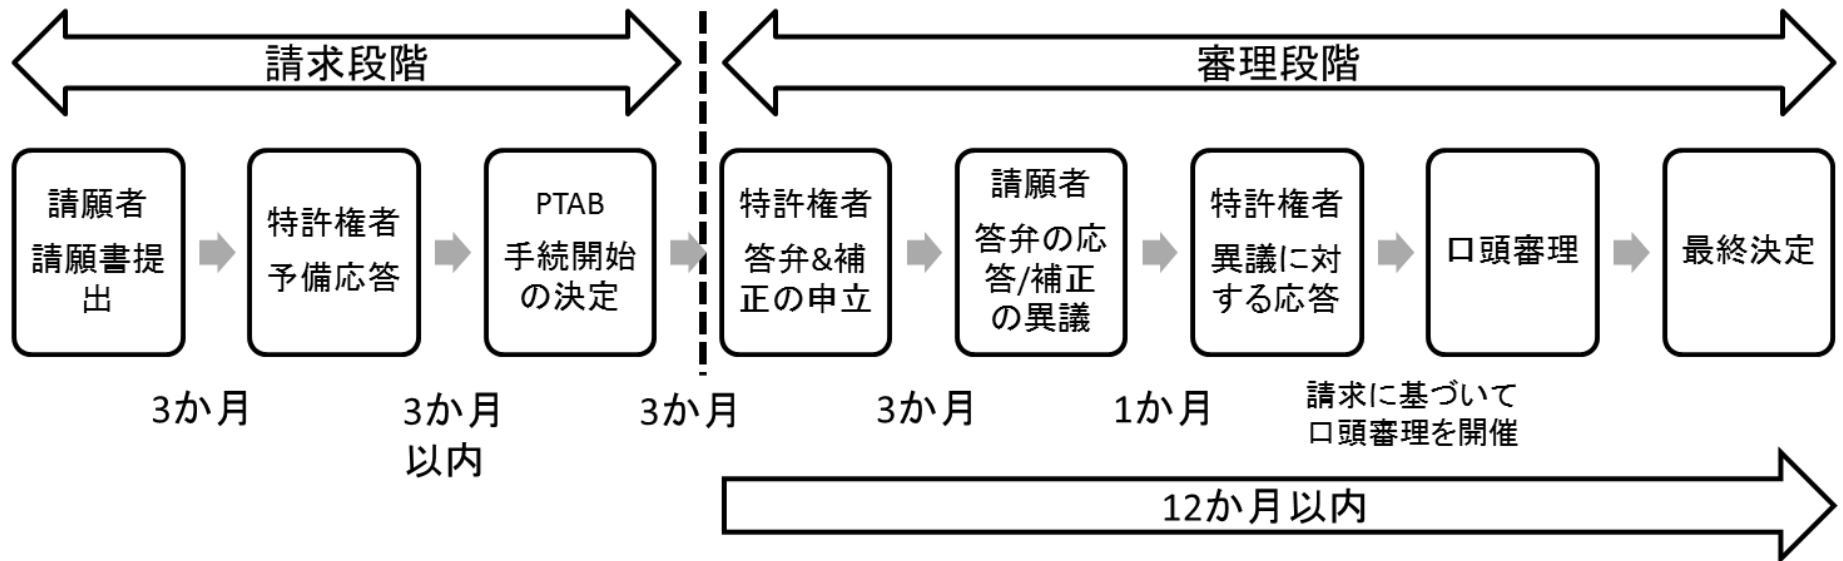 請求段階
審理段階
請願者
請願書提
出
特許権者
予備応答
PTAB
手続開始
の決定
特許権者
答弁&補
正の申立
請願者
答弁の応
答/補正
の異議
特許権者
異議に対
する応答
口頭審理
最終決定
3か月
3か月
以内
3か月
3か月
1か月
請求に基づいて
口頭審理を開催
12か月以内